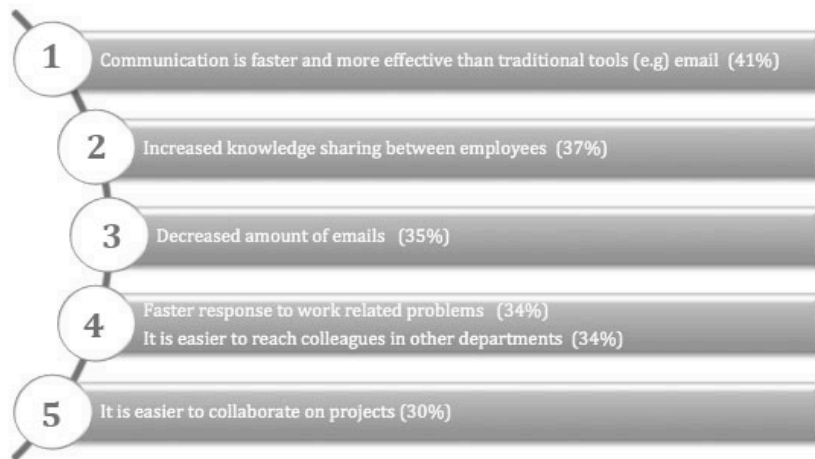 1
Communication is faster and more effective than traditional tools (e.g) email (41%)
2
Increased knowledge sharing between employees (37%)
3
Decreased amount of emails (35%)
4
Faster response to work related problems (34%)
It is easier to reach colleagues in other departments (34%)
5
It is easier to collaborate on projects (30%)